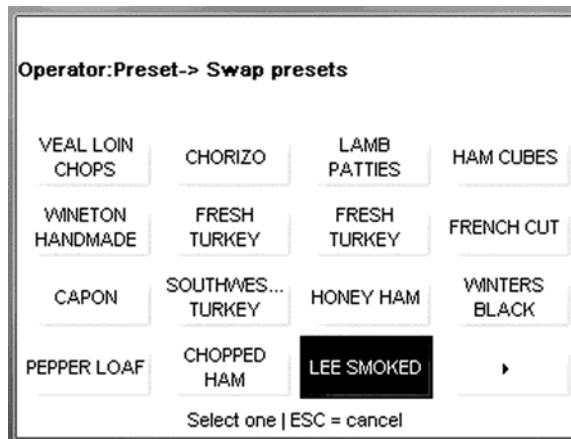 Operator:Preset-> Swap presets
VEAL LOIN
CHOPS
CHORIZO
LAMB
PATTIES
HAM CUBES
WINETON
HANDMADE
FRESH
TURKEY
FRESH
TURKEY
FRENCH CUT
CAPON
SOUTHWES...
TURKEY
HONEY HAM
WINTERS
BLACK
PEPPER LOAF
CHOPPED
HAM
LEE SMOKED
Select one | ESC = cancel